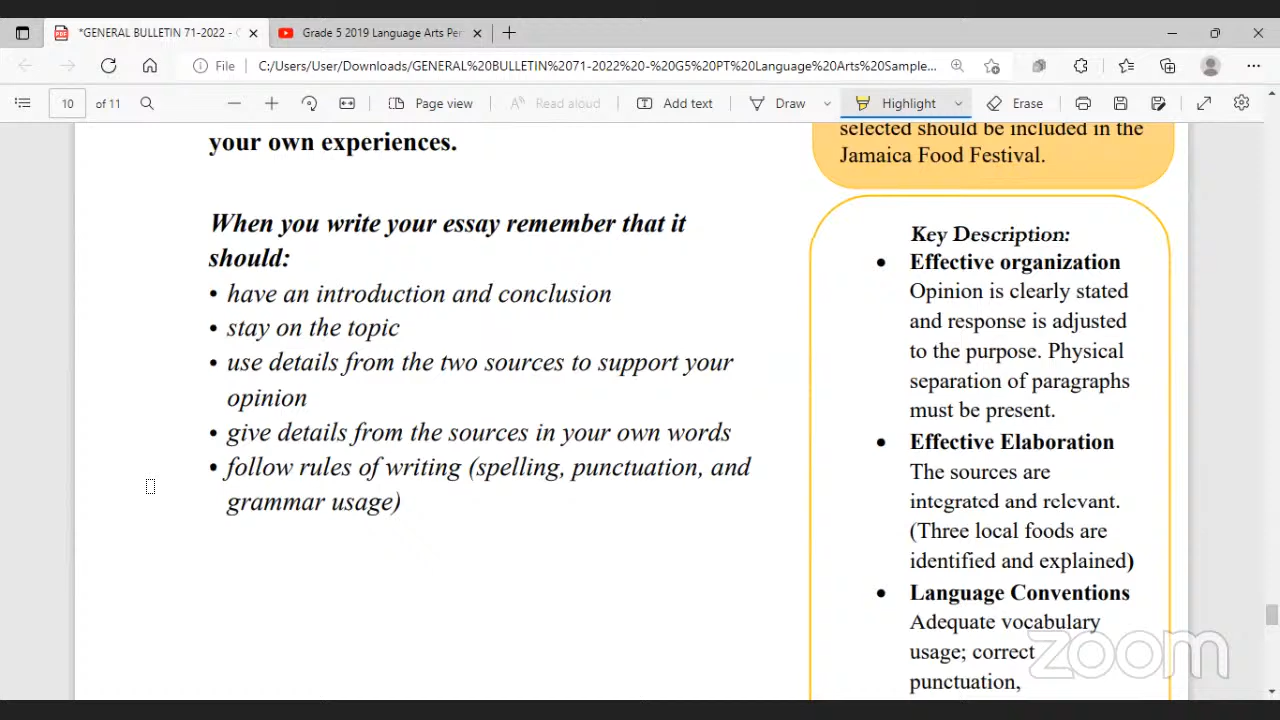 *GENERAL BULLETIN 71-2022 -
Grade 5 2019 Language Arts Per
File
C:/Users/User/Downloads/GENERAL%20BULLETIN%2071-2022%20-%20G5%20PT%20Language%20Arts%20Sample...
10 of 11
Page view
Read aloud
Add text
Draw
Highlight
Erase
your own experiences.
When you write your essay remember that it
should:
• have an introduction and conclusion
• stay on the topic
• use details from the two sources to support your
opinion
• give details from the sources in your own words
• follow rules of writing (spelling, punctuation, and
grammar usage)
selected should be included in the
Jamaica Food Festival.
Key Description:
• Effective organization
Opinion is clearly stated
and response is adjusted
to the purpose. Physical
separation of paragraphs
must be present.
• Effective Elaboration
The sources are
integrated and relevant.
(Three local foods are
identified and explained)
• Language Conventions
Adequate vocabulary
usage; correct
punctuation,
zoom